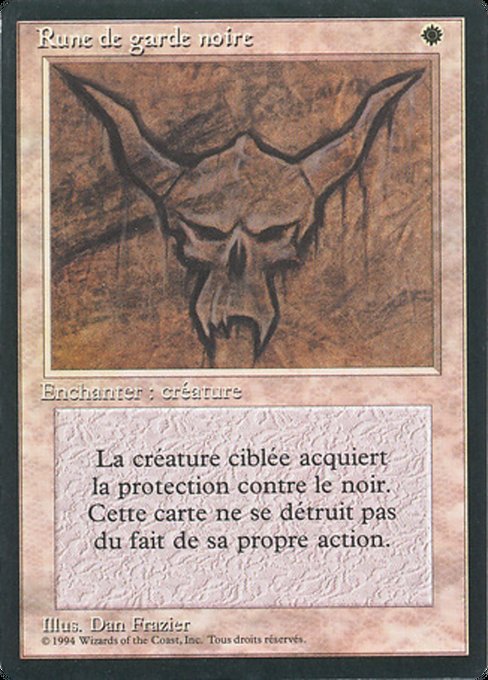 Rune de garde noire
Enchanter : créature
La créature ciblée acquiert
la protection contre le noir.
Cette carte ne se détruit pas
du fait de sa propre action.
Illus. Dan Frazier
© 1994 Wizards of the Coast, Inc. Tous droits réservés.